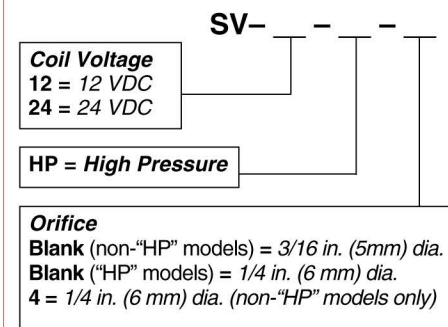 SV– __ – __ – __
Coil Voltage
12 = 12 VDC
24 = 24 VDC
HP = High Pressure
Orifice
Blank (non-“HP” models) = 3/16 in. (5mm) dia.
Blank (“HP” models) = 1/4 in. (6 mm) dia.
4 = 1/4 in. (6 mm) dia. (non-“HP” models only)